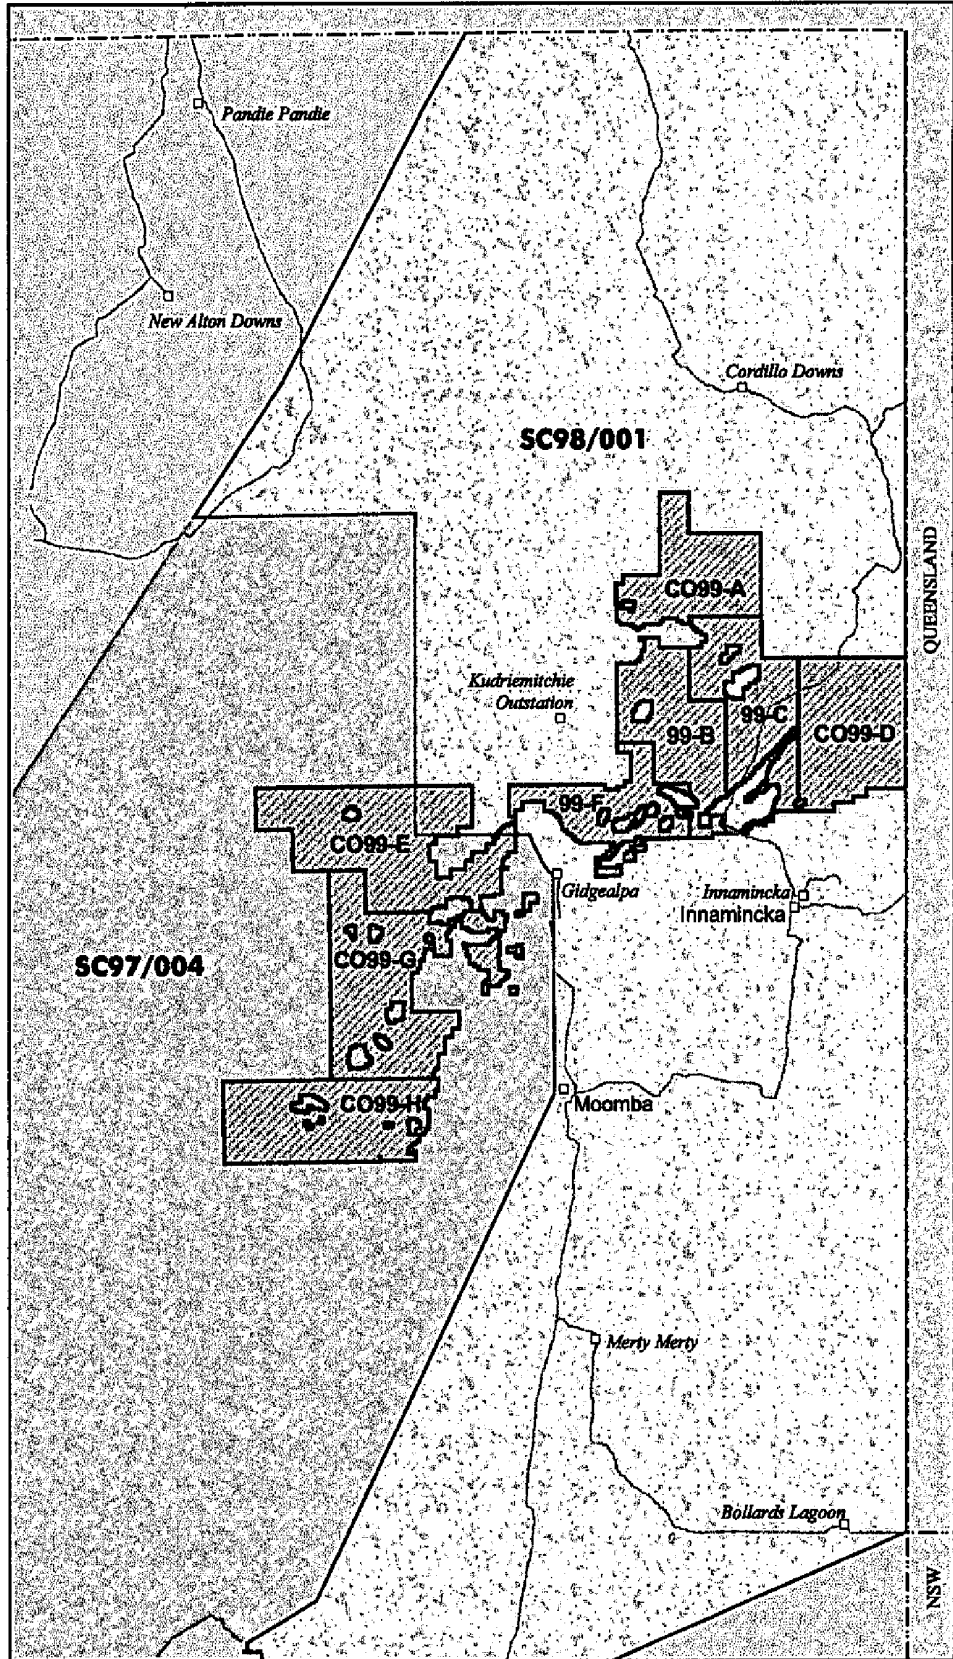 Pandie Pandie
New Alton Downs
Cordillo Downs
SC98/001
QUEENSLAND
CO99-A
Kudriemitchie
Outstation
99-B
99-C
CO99-D
99-F
CO99-E
Gidgealpa
Innamincka
Innamincka
SC97/004
CO99-G
CO99-H
Moomba
Merty Merty
Bollards Lagoon
NSW